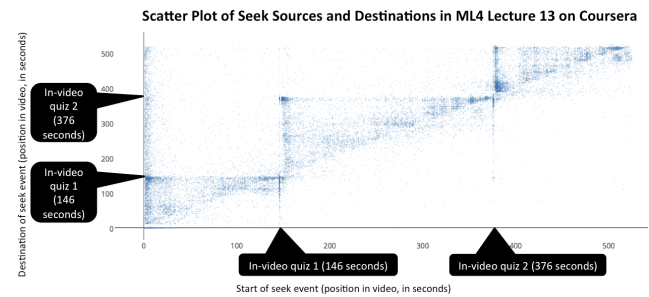 Scatter Plot of Seek Sources and Destinations in ML4 Lecture 13 on Coursera
Destination of seek event (position in video, in seconds)
500
400
In-video
quiz 2
(376
seconds)
300
200
In-video
quiz 1
(146
seconds)
100
0
0
100
200
300
400
500
In-video quiz 1 (146 seconds)
In-video quiz 2 (376 seconds)
Start of seek event (position in video, in seconds)